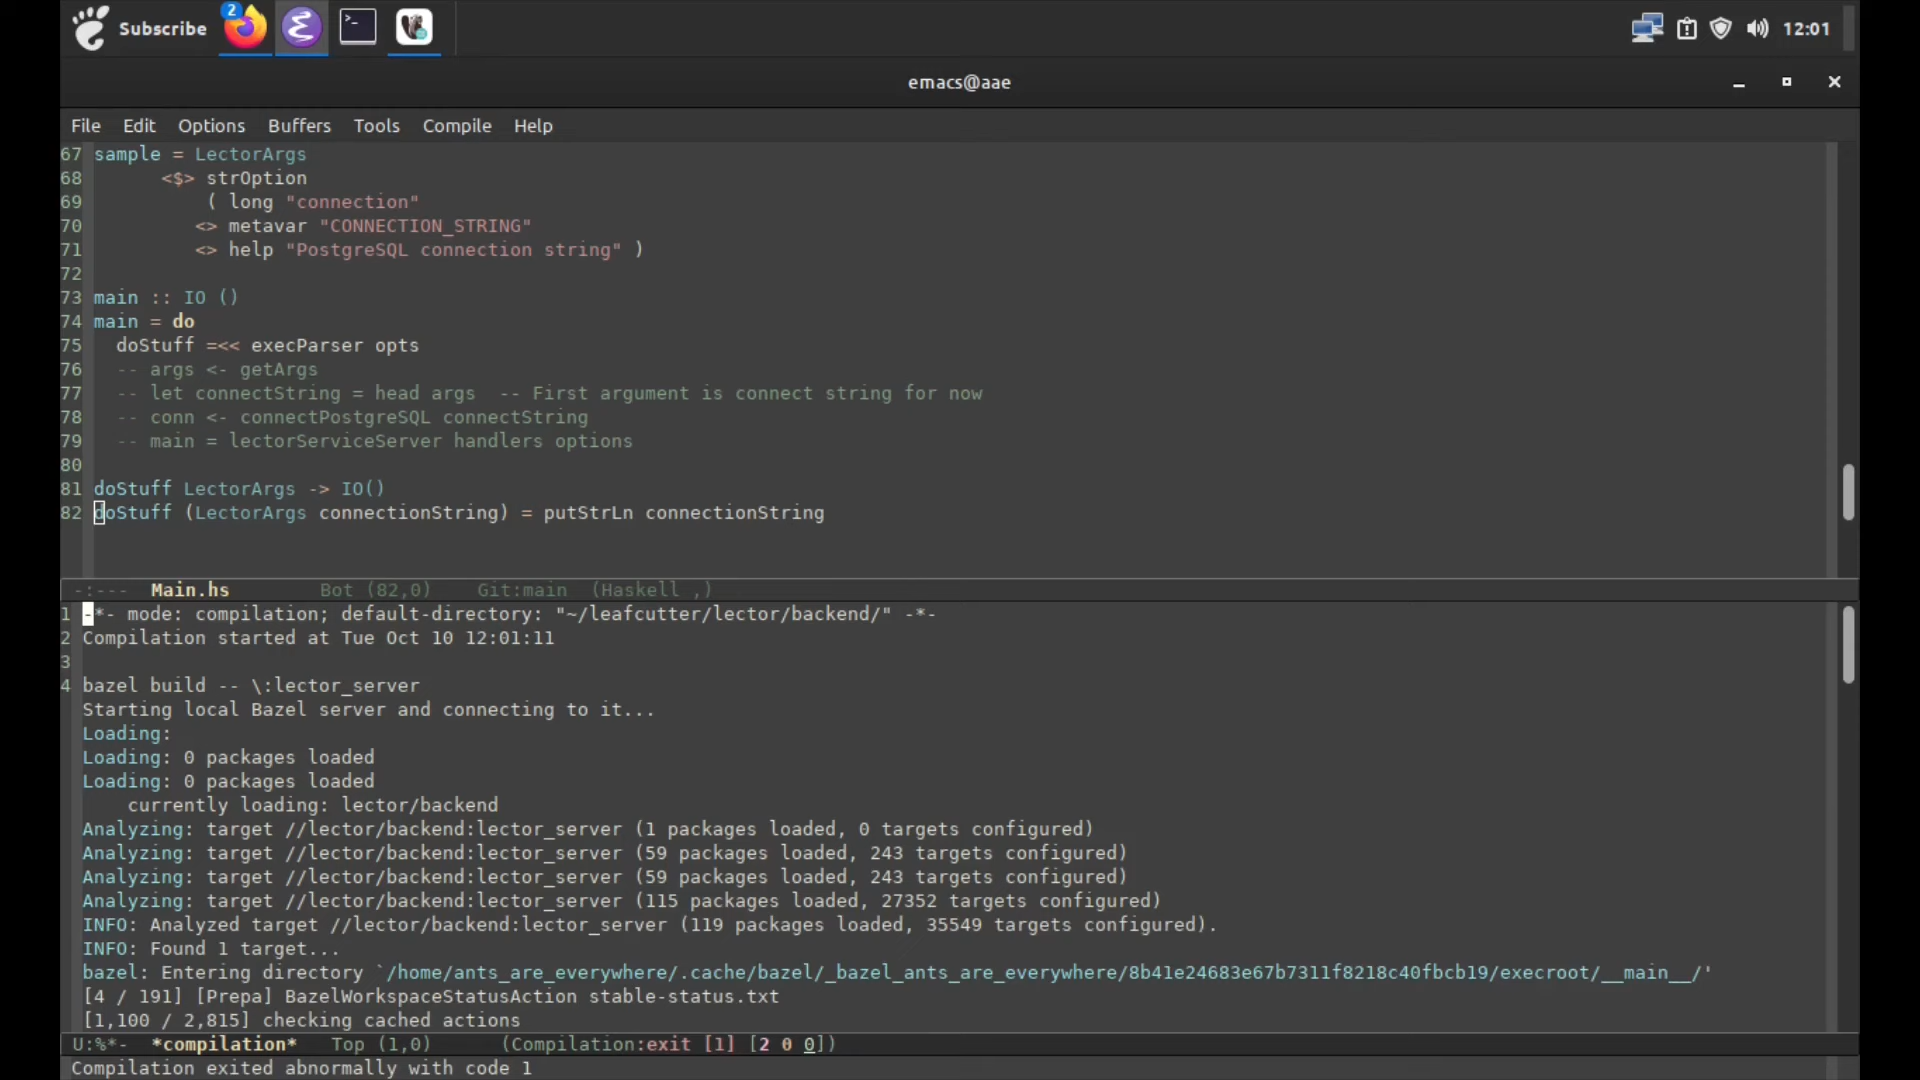 Subscribe 2 12:01
emacs@aae
File Edit Options Buffers Tools Compile Help
67 sample = LectorArgs
68 <$> strOption
69 ( long "connection"
70 <> metavar "CONNECTION_STRING"
71 <> help "PostgreSQL connection string" )
72
73 main :: IO ()
74 main = do
75 doStuff =<< execParser opts
76 -- args <- getArgs
77 -- let connectString = head args -- First argument is connect string for now
78 -- conn <- connectPostgreSQL connectString
79 -- main = lectorServiceServer handlers options
80
81 doStuff LectorArgs -> IO()
82 doStuff (LectorArgs connectionString) = putStrLn connectionString
-:--- Main.hs Bot (82,0) Git:main (Haskell ,)
1 -*- mode: compilation; default-directory: "~/leafcutter/lector/backend/" -*-
2 Compilation started at Tue Oct 10 12:01:11
3
4 bazel build -- \:lector_server
Starting local Bazel server and connecting to it...
Loading:
Loading: 0 packages loaded
Loading: 0 packages loaded
currently loading: lector/backend
Analyzing: target //lector/backend:lector_server (1 packages loaded, 0 targets configured)
Analyzing: target //lector/backend:lector_server (59 packages loaded, 243 targets configured)
Analyzing: target //lector/backend:lector_server (59 packages loaded, 243 targets configured)
Analyzing: target //lector/backend:lector_server (115 packages loaded, 27352 targets configured)
INFO: Analyzed target //lector/backend:lector_server (119 packages loaded, 35549 targets configured).
INFO: Found 1 target...
bazel: Entering directory `/home/ants_are_everywhere/.cache/bazel/_bazel_ants_are_everywhere/8b41e24683e67b7311f8218c40fbcb19/execroot/__main__/'
[4 / 191] [Prepa] BazelWorkspaceStatusAction stable-status.txt
[1,100 / 2,815] checking cached actions
U:%*- *compilation* Top (1,0) (Compilation:exit [1] [2 0 0])
Compilation exited abnormally with code 1